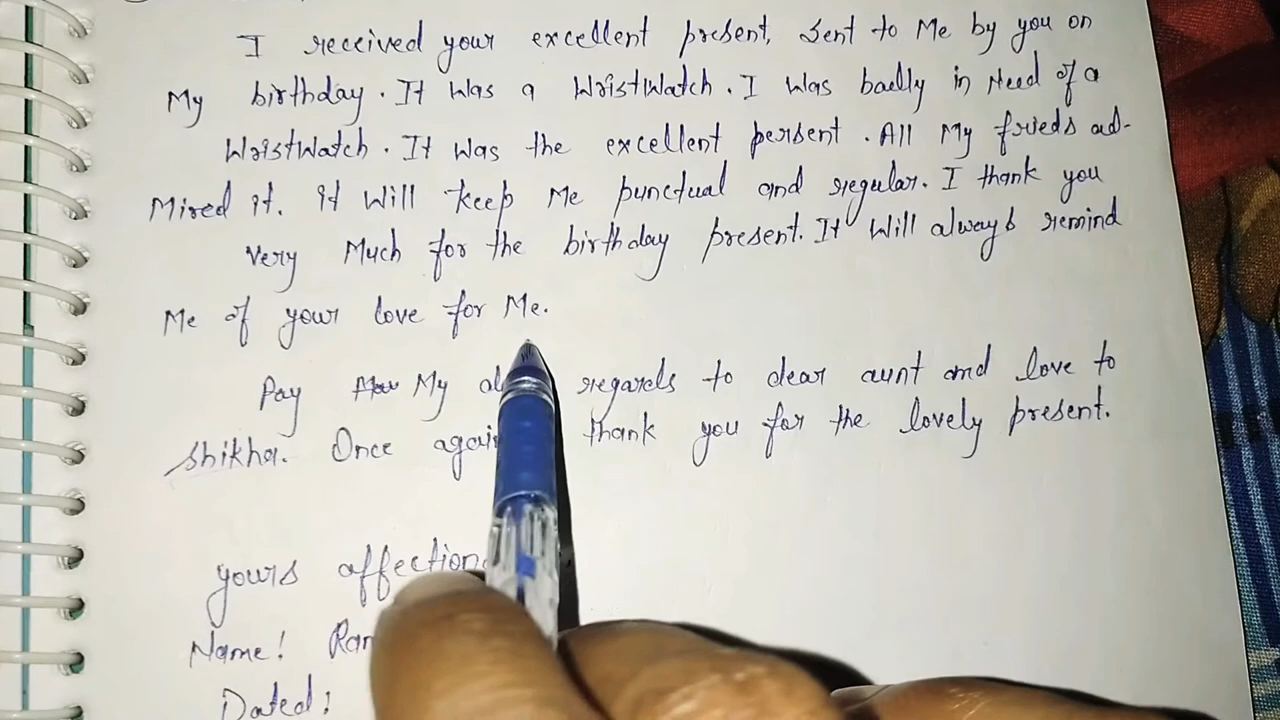 I received your excellent present, sent to Me by you on
My birthday. It was a Wristwatch. I was badly in Need of a
Wristwatch. It was the excellent persent. All My frieds ad-
Mired it. it will keep Me punctual and regular. I thank you
Very Much for the birthday present. It will always remind
Me of your love for Me.
Pay My regards to dear aunt and love to
Shikha. Once again thank you for the lovely present.
yours
Name!
Dated: